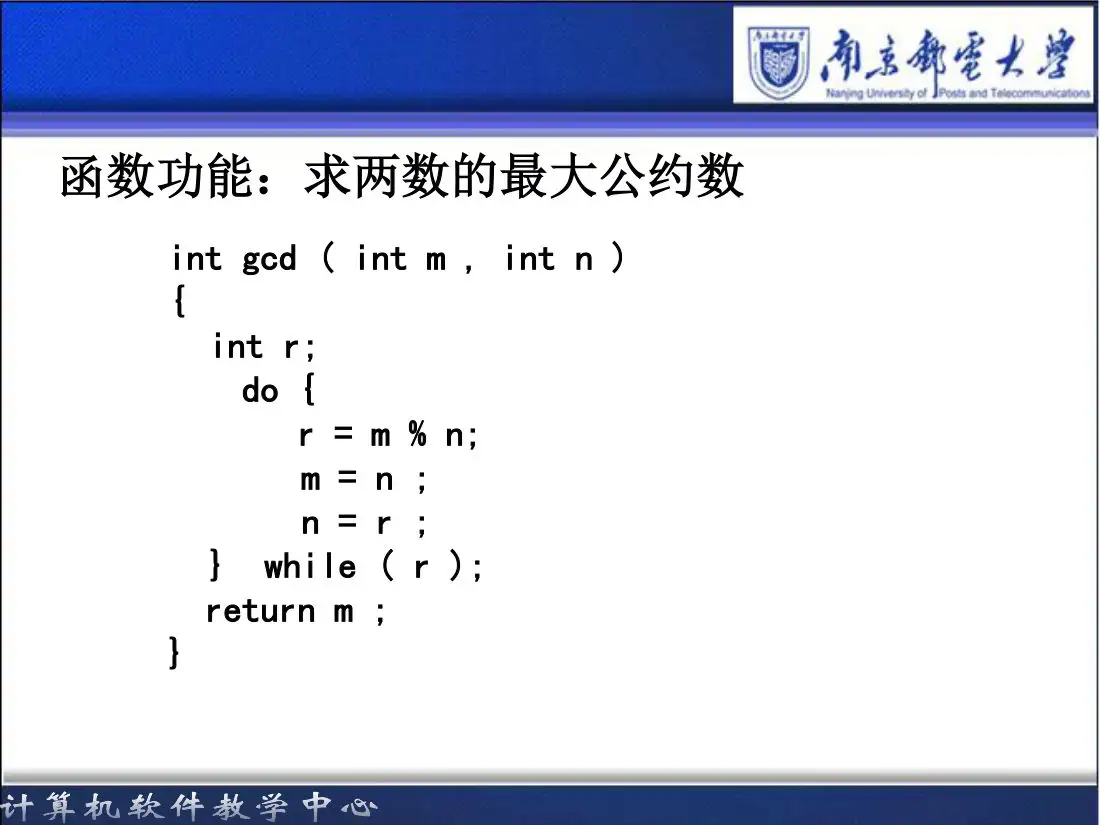 南京邮電大学
Nanjing University of Posts and Telecommunications
函数功能：求两数的最大公约数
int gcd ( int m , int n )
{
int r;
do {
r = m % n;
m = n ;
n = r ;
} while ( r );
return m ;
}
计算机软件教学中心